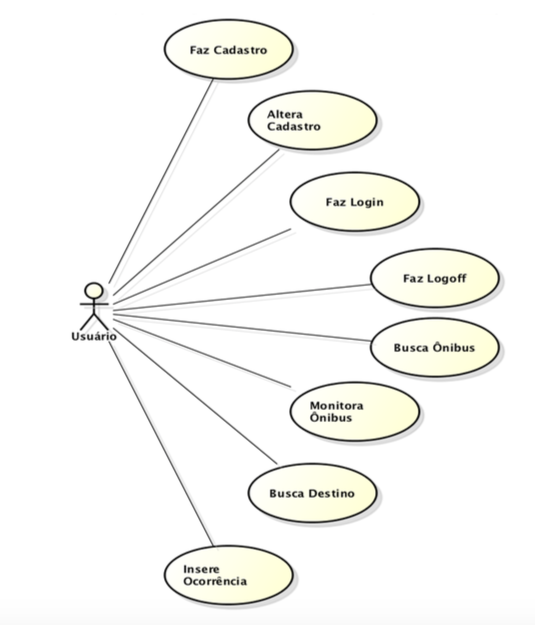 Faz Cadastro
Altera
Cadastro
Faz Login
Faz Logoff
Usuário
Busca Ônibus
Monitora
Ônibus
Busca Destino
Insere
Ocorrência